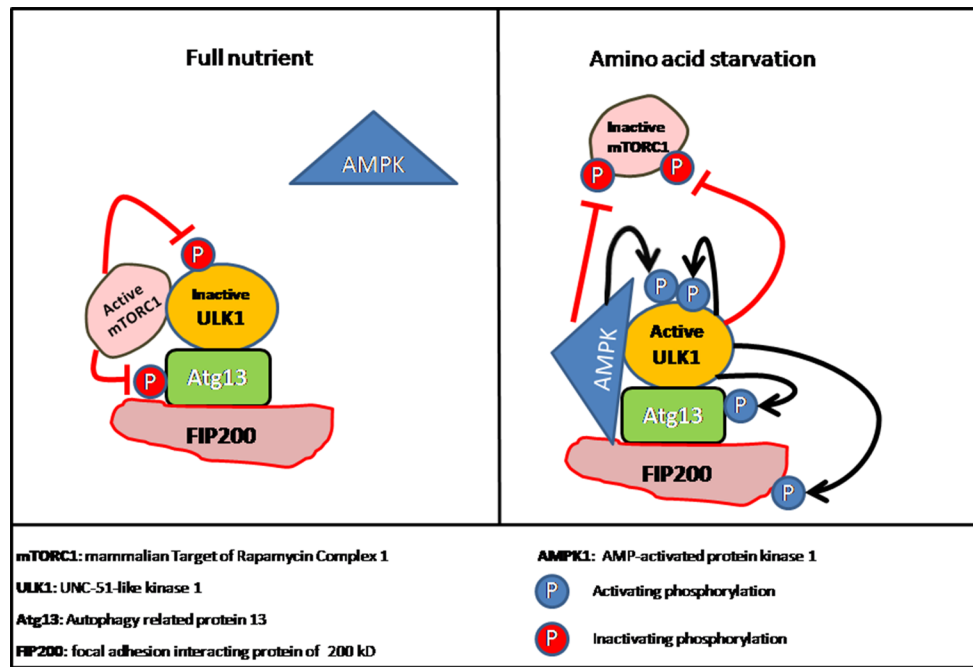 Full nutrient
AMPK
P
Active
mTORC1
Inactive
ULK1
P
Atg13
FIP200
Amino acid starvation
Inactive
mTORC1
P
P
P
P
AMPK
Active
ULK1
Atg13
P
FIP200
P
mTORC1: mammalian Target of Rapamycin Complex 1
ULK1: UNC-51-like kinase 1
Atg13: Autophagy related protein 13
FIP200: focal adhesion interacting protein of 200 kD
AMPK1: AMP-activated protein kinase 1
P Activating phosphorylation
P Inactivating phosphorylation